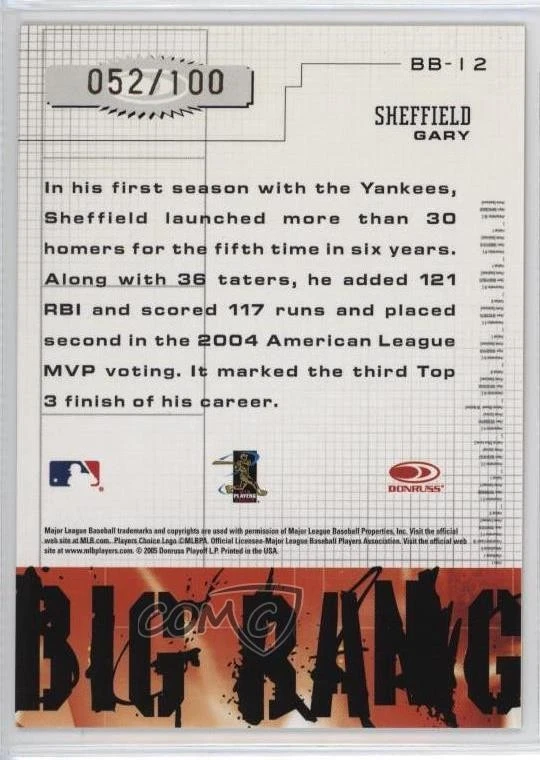 052/100
BB-12
SHEFFIELD
GARY
In his first season with the Yankees,
Sheffield launched more than 30
homers for the fifth time in six years.
Along with 36 taters, he added 121
RBI and scored 117 runs and placed
second in the 2004 American League
MVP voting. It marked the third Top
3 finish of his career.
PLAYERS
DONRUSS
Major League Baseball trademarks and copyrights are used with permission of Major League Baseball Properties, Inc. Visit the official
web site at MLB.com. Players Choice Logo ©MLBPA. Official Licensee-Major League Baseball Players Association. Visit the official web
site at www.mlbplayers.com. © 2005 Donruss Playoff L.P. Printed in the USA.
BIG BANG
COMC